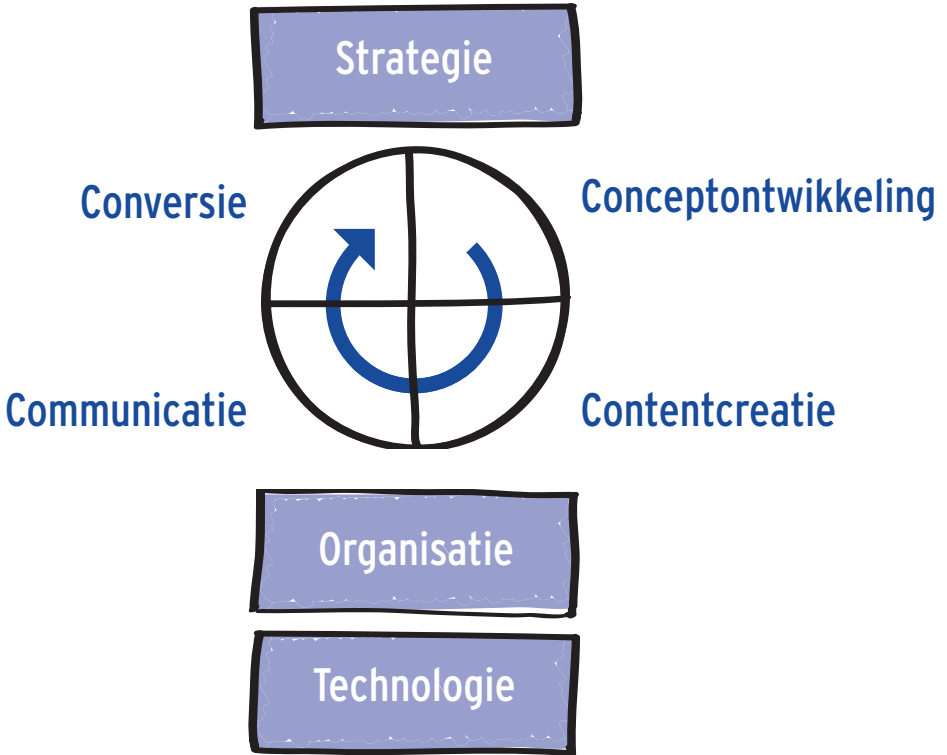 Strategie
Conversie
Conceptontwikkeling
Communicatie
Contentcreatie
Organisatie
Technologie